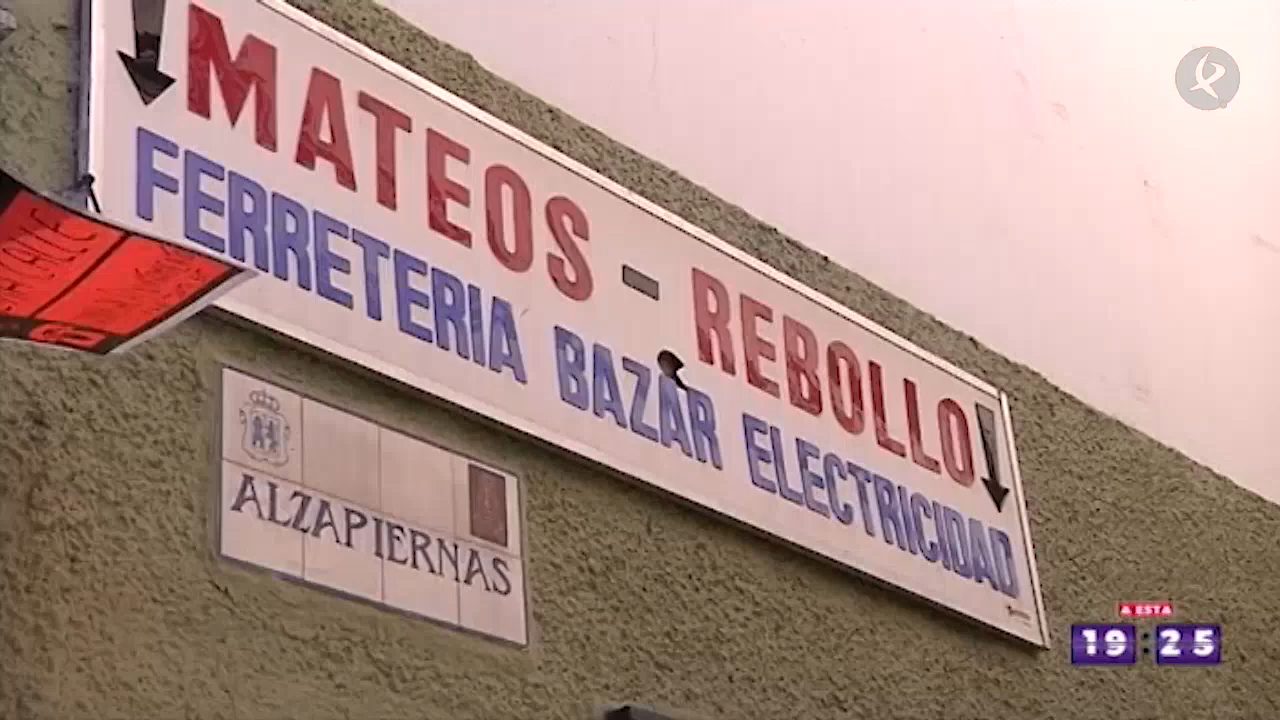 MATEOS - REBOLLO
FERRETERIA BAZAR ELECTRICIDAD
ALZAPIERNAS
A ESTA
19:25